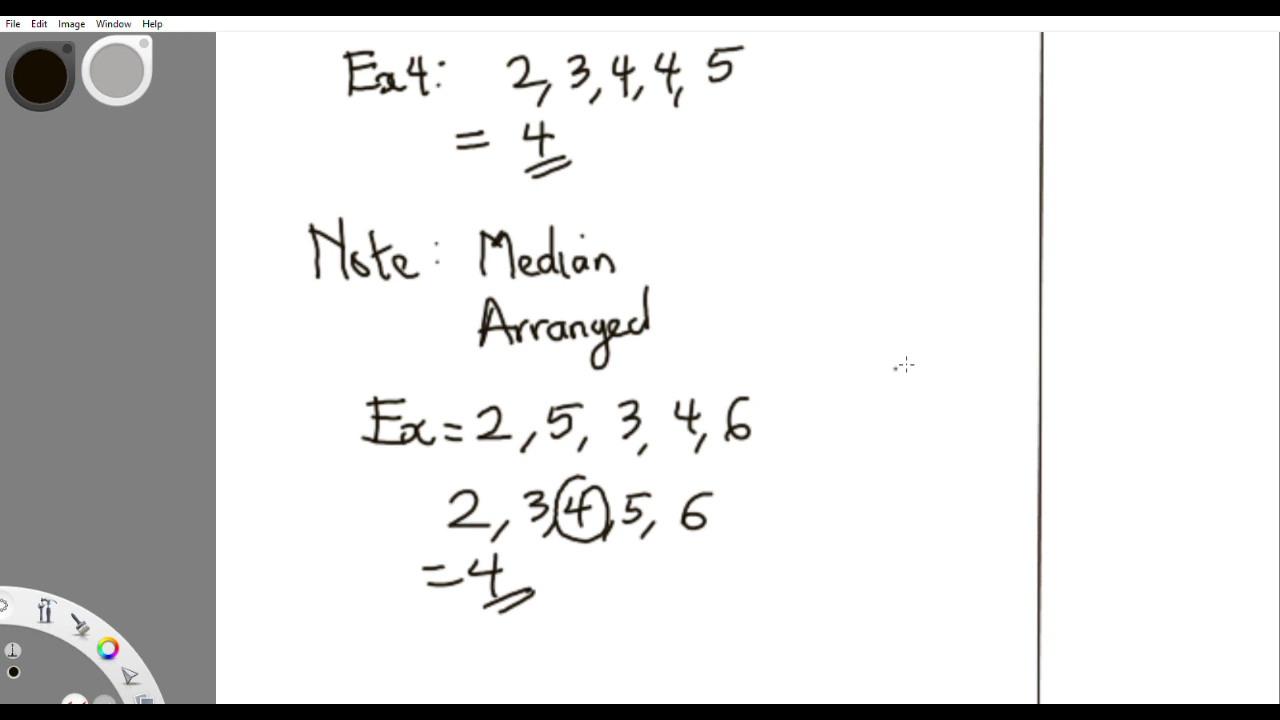 File Edit Image Window Help
Ex4: 2, 3, 4, 4, 5
= 4
Note: Median
Arranged
Ex = 2, 5, 3, 4, 6
2, 3, 4, 5, 6
= 4